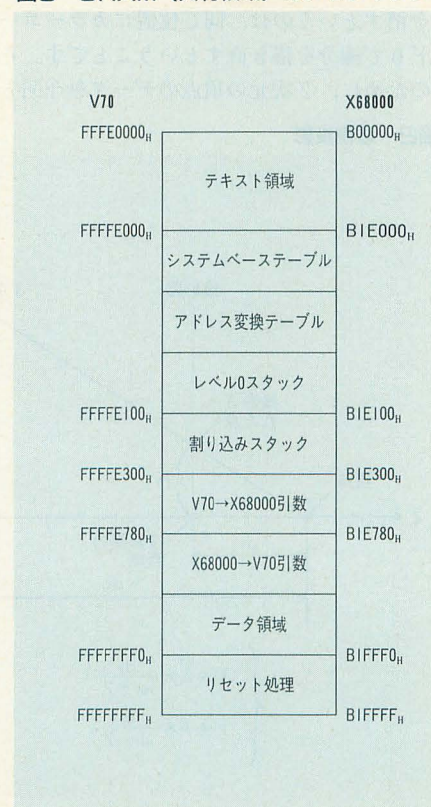 V70 X68000
FFFE0000H B00000H
テキスト領域
FFFFE000H B1E000H
システムベーステーブル
アドレス変換テーブル
レベル0スタック
FFFFE100H B1E100H
割り込みスタック
FFFFE300H B1E300H
V70→X68000引数
FFFFE780H B1E780H
X68000→V70引数
データ領域
FFFFFFF0H B1FFF0H
リセット処理
FFFFFFFFH B1FFFFH